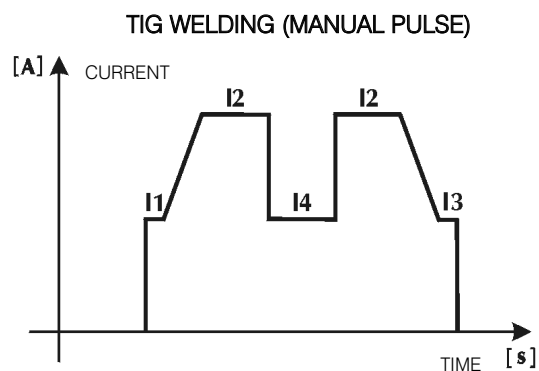 TIG WELDING (MANUAL PULSE)
[A] CURRENT
I2 I2
I1 I4 I3
TIME [s]